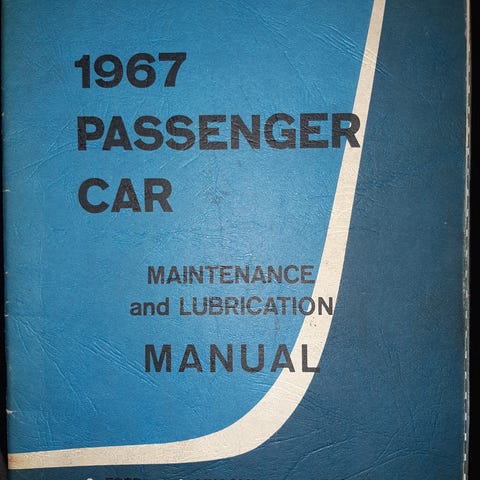 1967
PASSENGER
CAR
MAINTENANCE
and LUBRICATION
MANUAL